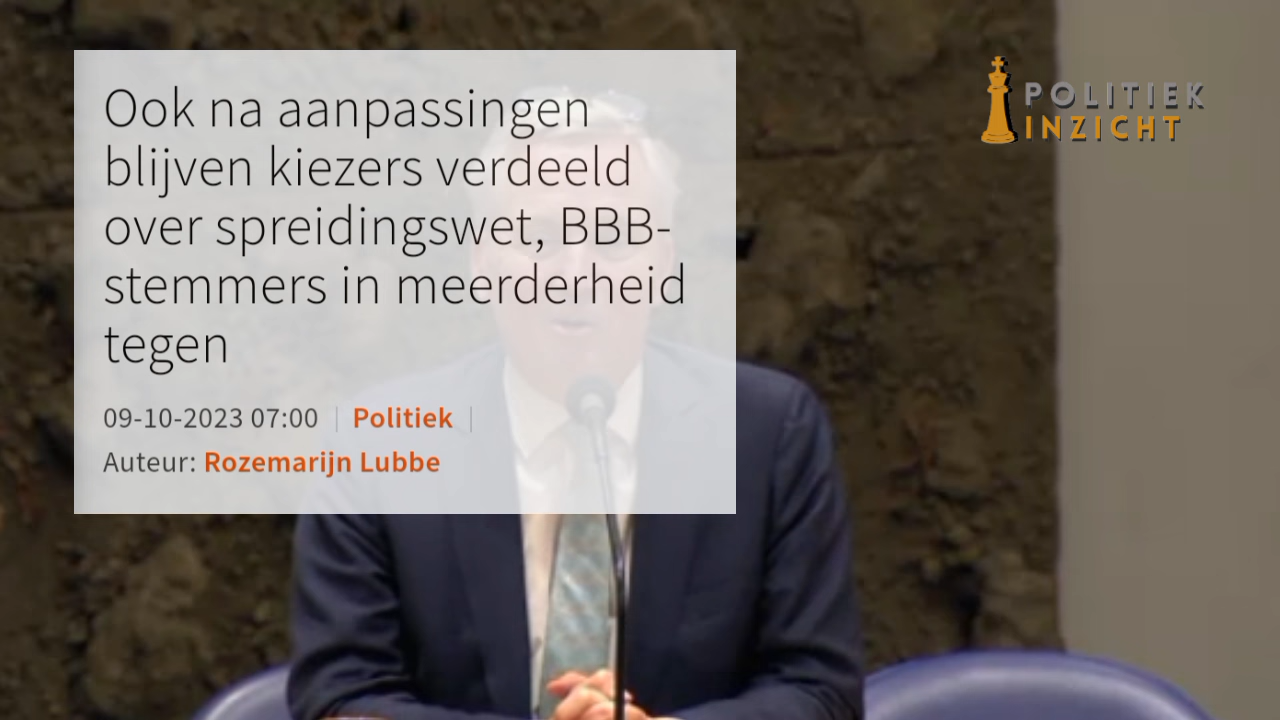 Ook na aanpassingen
blijven kiezers verdeeld
over spreidingswet, BBB-
stemmers in meerderheid
tegen
09-10-2023 07:00 | Politiek |
Auteur: Rozemarijn Lubbe
POLITIEK
INZICHT